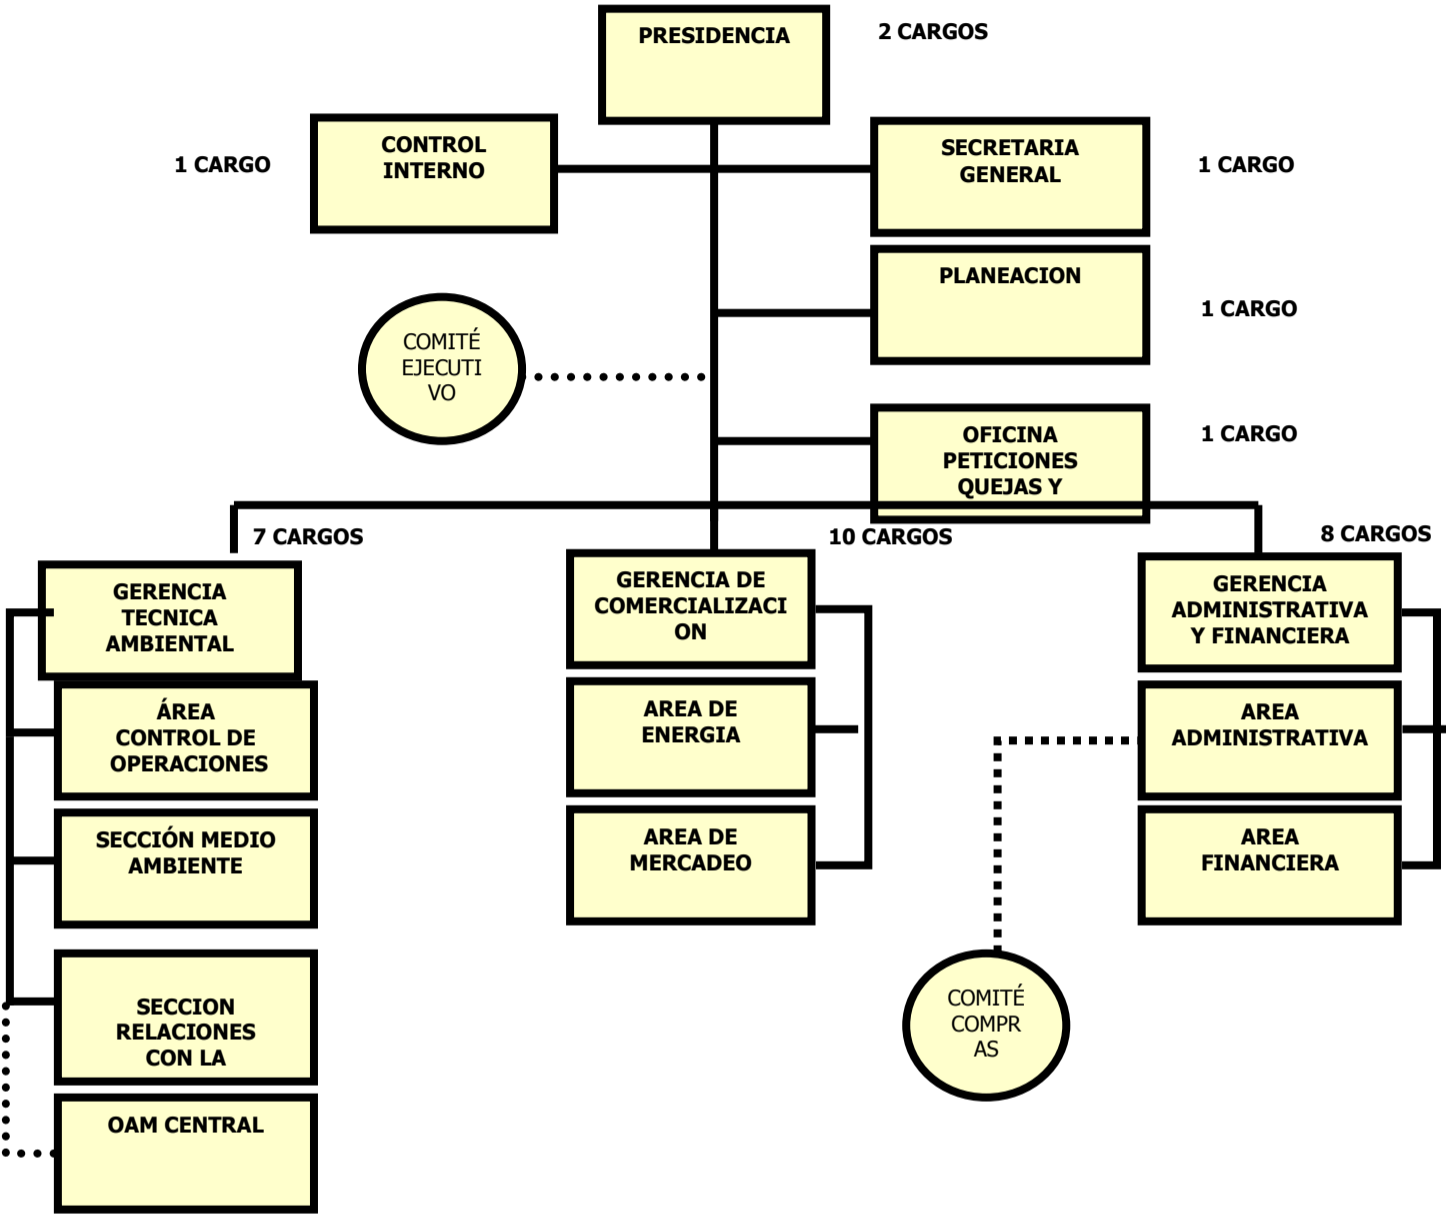 PRESIDENCIA
2 CARGOS
CONTROL
INTERNO
1 CARGO
SECRETARIA
GENERAL
1 CARGO
PLANEACION
1 CARGO
COMITÉ
EJECUTI
VO
OFICINA
PETICIONES
QUEJAS Y
1 CARGO
7 CARGOS
10 CARGOS
8 CARGOS
GERENCIA
TECNICA
AMBIENTAL
ÁREA
CONTROL DE
OPERACIONES
SECCIÓN MEDIO
AMBIENTE
SECCION
RELACIONES
CON LA
OAM CENTRAL
GERENCIA DE
COMERCIALIZACI
ON
AREA DE
ENERGIA
AREA DE
MERCADEO
GERENCIA
ADMINISTRATIVA
Y FINANCIERA
AREA
ADMINISTRATIVA
AREA
FINANCIERA
COMITÉ
COMPR
AS